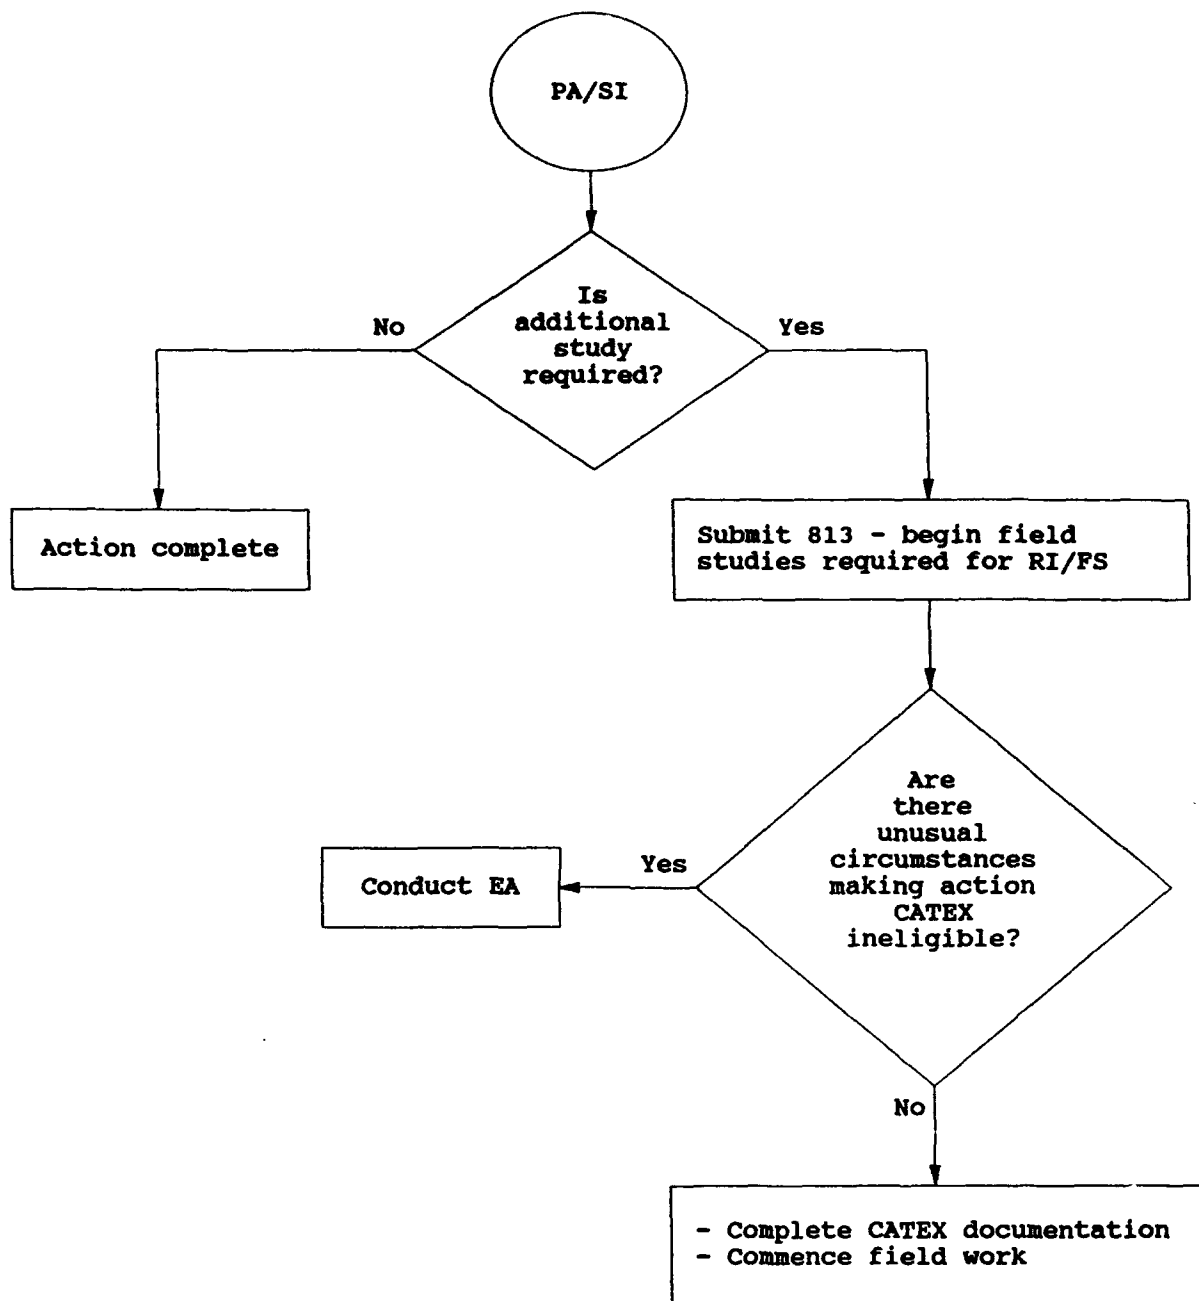 PA/SI
Is
additional
study
required?
No
Yes
Action complete
Submit 813 - begin field
studies required for RI/FS
Are
there
unusual
circumstances
making action
CATEX
ineligible?
Yes
Conduct EA
No
- Complete CATEX documentation
- Commence field work